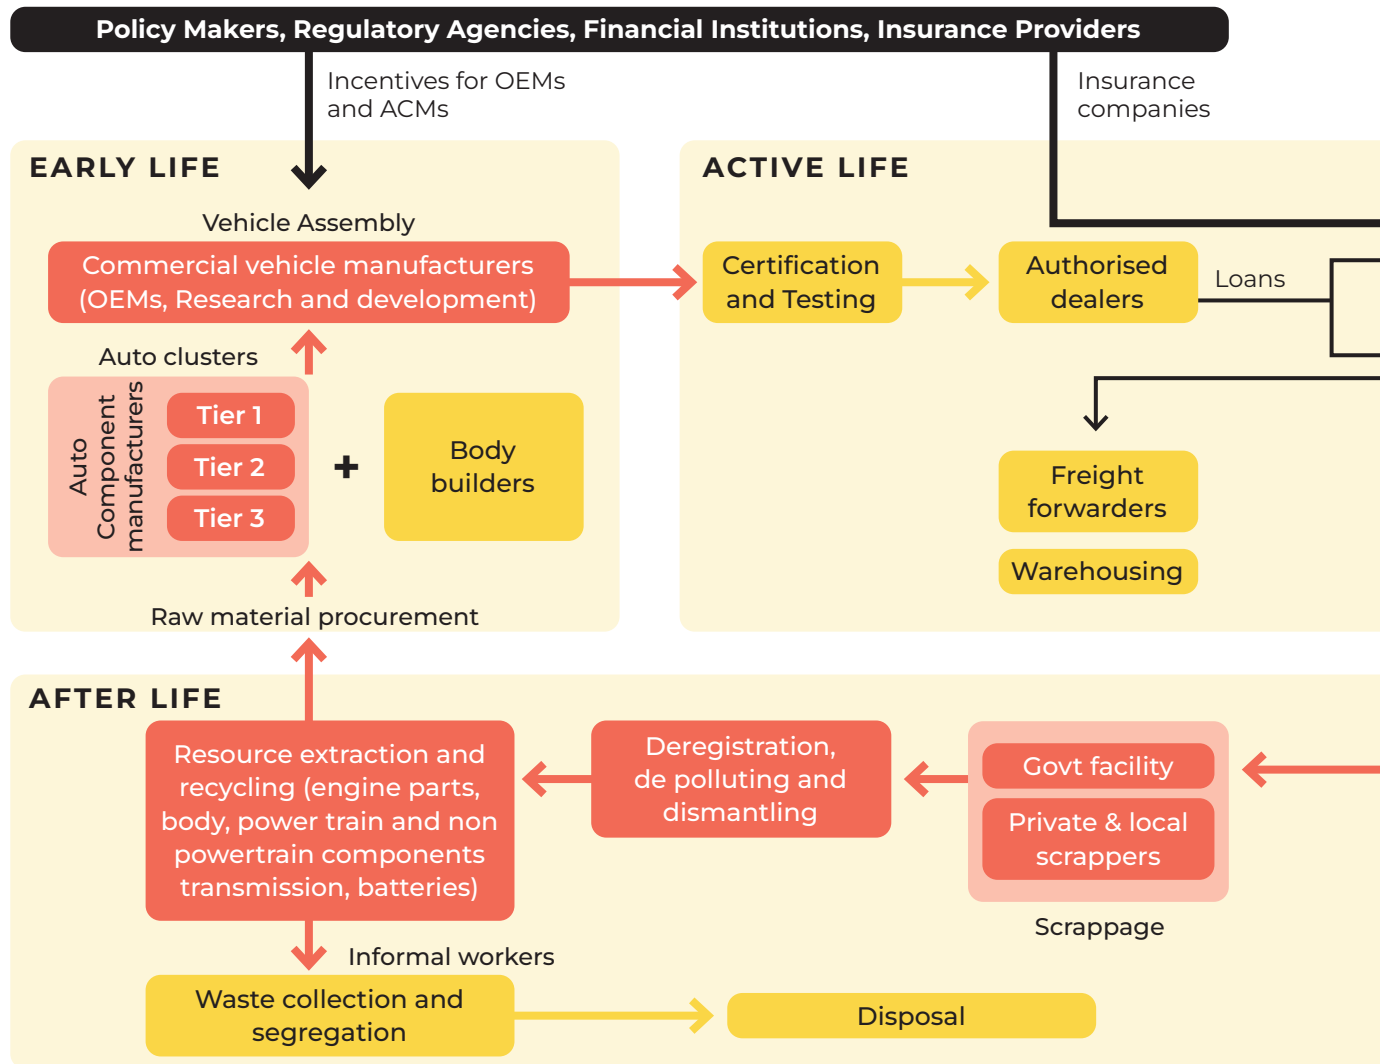 Policy Makers, Regulatory Agencies, Financial Institutions, Insurance Providers
Incentives for OEMs
and ACMs
Insurance
companies
EARLY LIFE
Vehicle Assembly
Commercial vehicle manufacturers
(OEMs, Research and development)
Auto clusters
Auto
Component
manufacturers
Tier 1
Tier 2
Tier 3
+
Body
builders
Raw material procurement
ACTIVE LIFE
Certification
and Testing
Authorised
dealers
Loans
Freight
forwarders
Warehousing
AFTER LIFE
Resource extraction and
recycling (engine parts,
body, power train and non
powertrain components
transmission, batteries)
Deregistration,
de polluting and
dismantling
Govt facility
Private & local
scrappers
Scrappage
Informal workers
Waste collection and
segregation
Disposal